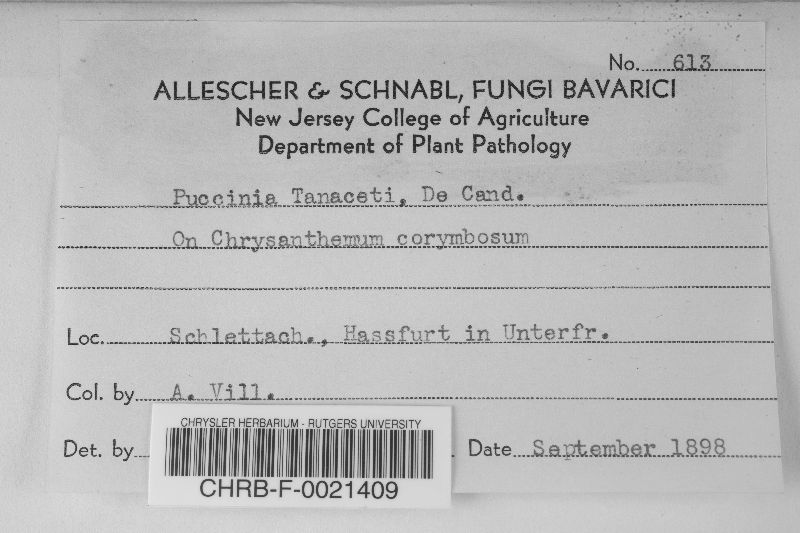 No. 613
ALLESCHER & SCHNABL, FUNGI BAVARICI
New Jersey College of Agriculture
Department of Plant Pathology
Puccinia Tanaceti, De Cand.
On Chrysanthemum corymbosum
Loc. Schlettach., Hassfurt in Unterfr.
Col. by A. Vill.
Det. by
Date September 1898
CHRYSLER HERBARIUM - RUTGERS UNIVERSITY
CHRB-F-0021409